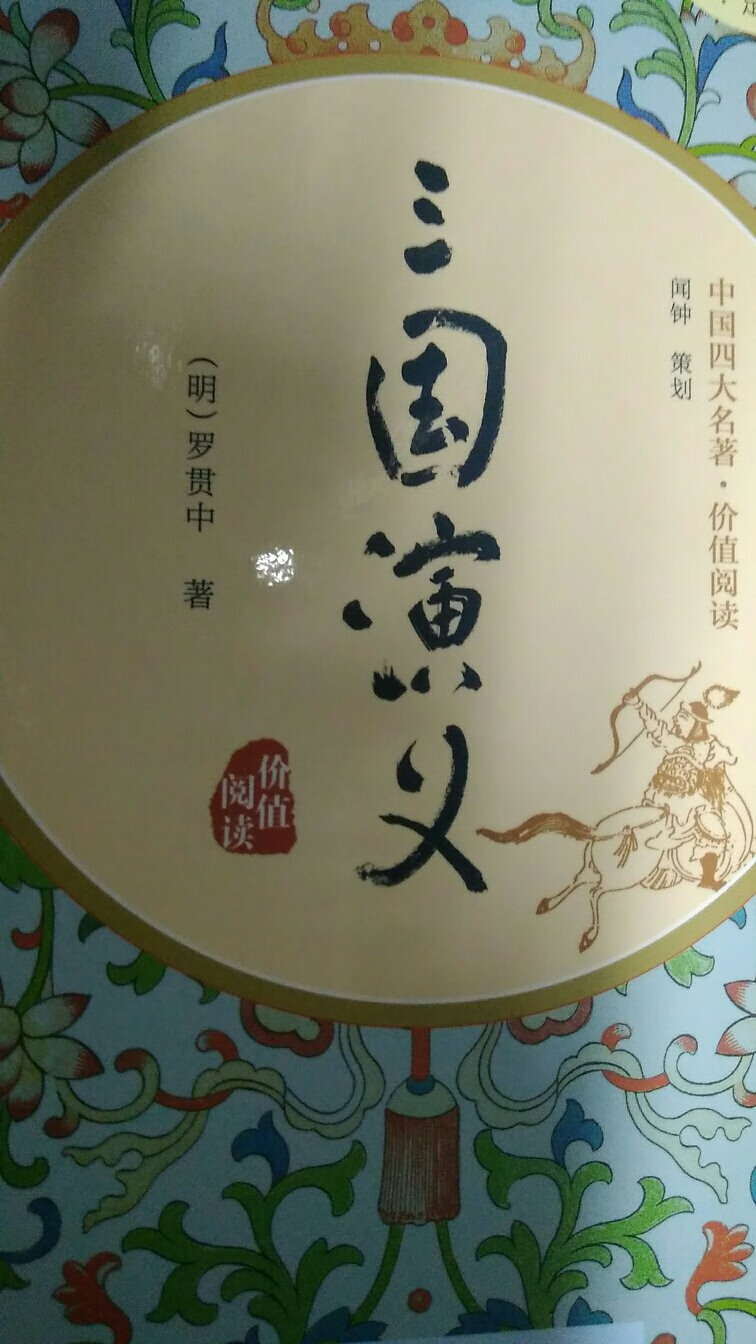 中国四大名著·价值阅读
闻钟 策划
三国演义
(明)罗贯中 著
价值
阅读